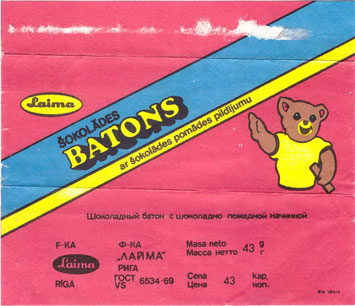 Laima
ŠOKOLĀDES
BATONS
ar šokolādes pomādes pildījumu
Шоколадный батон с шоколадно помадной начинкой
F-KA
Laima
RĪGĀ
Ф-КА
„ЛАЙМА"
РИГА
ГОСТ 6534-69
VS
Masa neto 43 g
Масса нетто г
Cena 43 kap.
Цена коп.